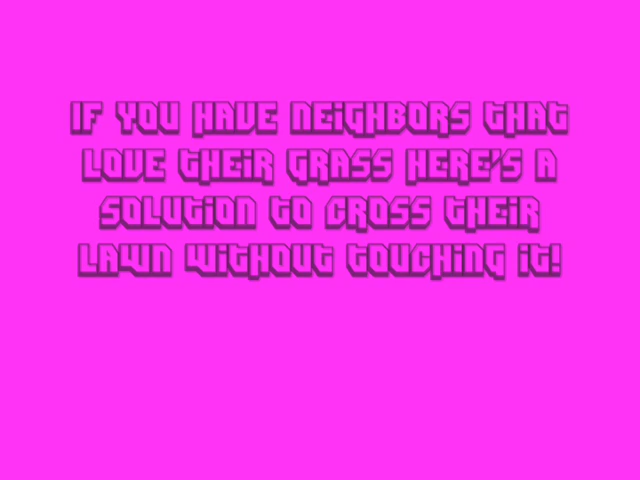 IF YOU HAVE NEIGHBORS THAT
LOVE THEIR GRASS HERE'S A
SOLUTION TO CROSS THEIR
LAWN WITHOUT TOUCHING IT!